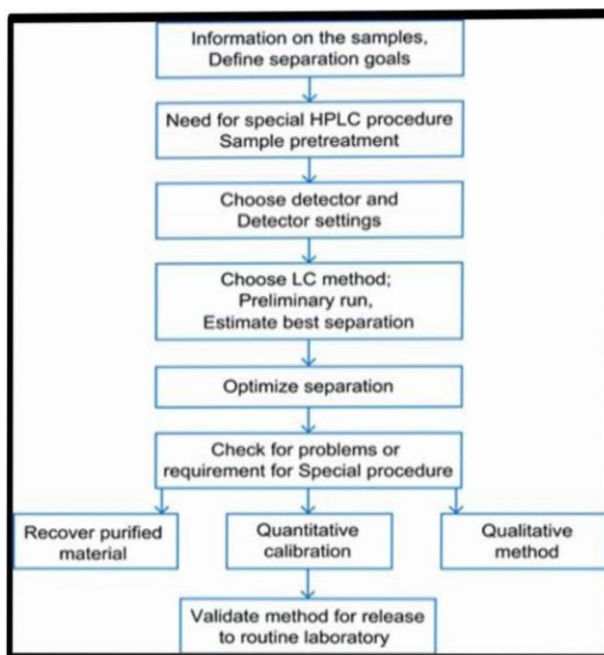 Information on the samples,
Define separation goals
Need for special HPLC procedure
Sample pretreatment
Choose detector and
Detector settings
Choose LC method;
Preliminary run,
Estimate best separation
Optimize separation
Check for problems or
requirement for Special procedure
Recover purified
material
Quantitative
calibration
Qualitative
method
Validate method for release
to routine laboratory